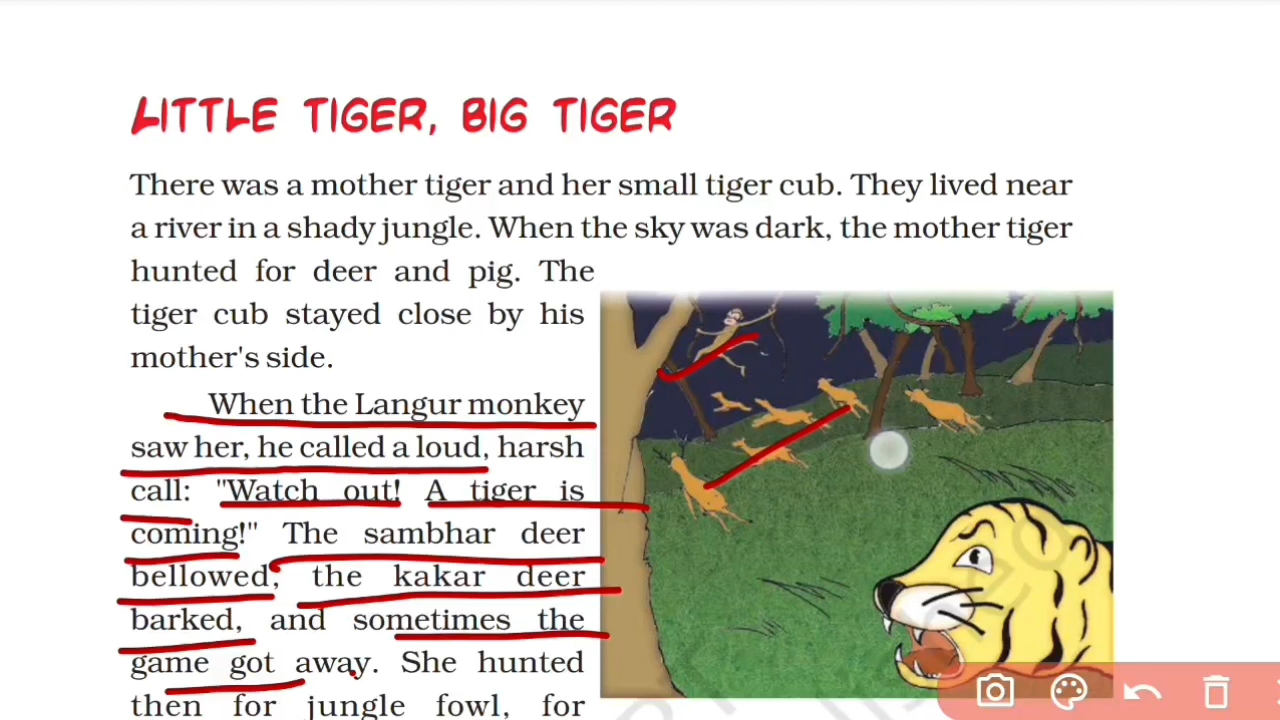 LITTLE TIGER, BIG TIGER
There was a mother tiger and her small tiger cub. They lived near
a river in a shady jungle. When the sky was dark, the mother tiger
hunted for deer and pig. The
tiger cub stayed close by his
mother's side.
When the Langur monkey
saw her, he called a loud, harsh
call: "Watch out! A tiger is
coming!" The sambhar deer
bellowed, the kakar deer
barked, and sometimes the
game got away. She hunted
then for jungle fowl, for